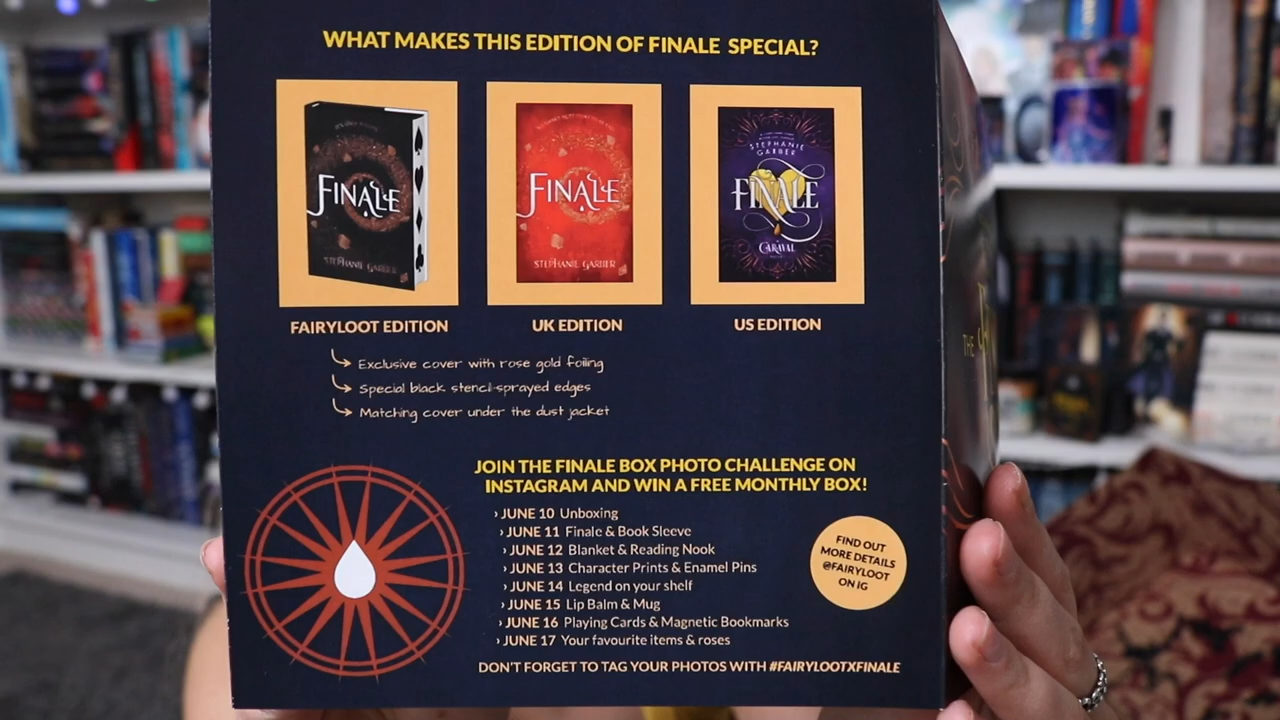 WHAT MAKES THIS EDITION OF FINALE SPECIAL?
FINALE
STEPHANIE GARBER
FINALE
STEPHANIE GARBER
STEPHANIE
GARBER
FINALE
A
CARAVAL
FAIRYLOOT EDITION
UK EDITION
US EDITION
Exclusive cover with rose gold foiling
Special black stencil-sprayed edges
Matching cover under the dust jacket
JOIN THE FINALE BOX PHOTO CHALLENGE ON
INSTAGRAM AND WIN A FREE MONTHLY BOX!
› JUNE 10 Unboxing
› JUNE 11 Finale & Book Sleeve
› JUNE 12 Blanket & Reading Nook
› JUNE 13 Character Prints & Enamel Pins
› JUNE 14 Legend on your shelf
› JUNE 15 Lip Balm & Mug
› JUNE 16 Playing Cards & Magnetic Bookmarks
› JUNE 17 Your favourite items & roses
FIND OUT
MORE DETAILS
@FAIRYLOOT
ON IG
DON'T FORGET TO TAG YOUR PHOTOS WITH #FAIRYLOOTXFINALE
THE